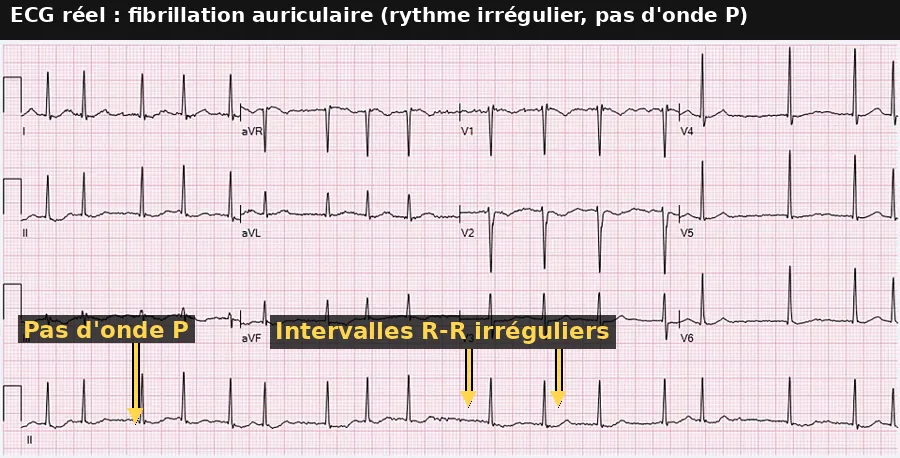 ECG réel : fibrillation auriculaire (rythme irrégulier, pas d'onde P)
I
aVR
V1
V4
II
aVL
V2
V5
Pas d'onde P
Intervalles R-R irréguliers
aVF
V6
II